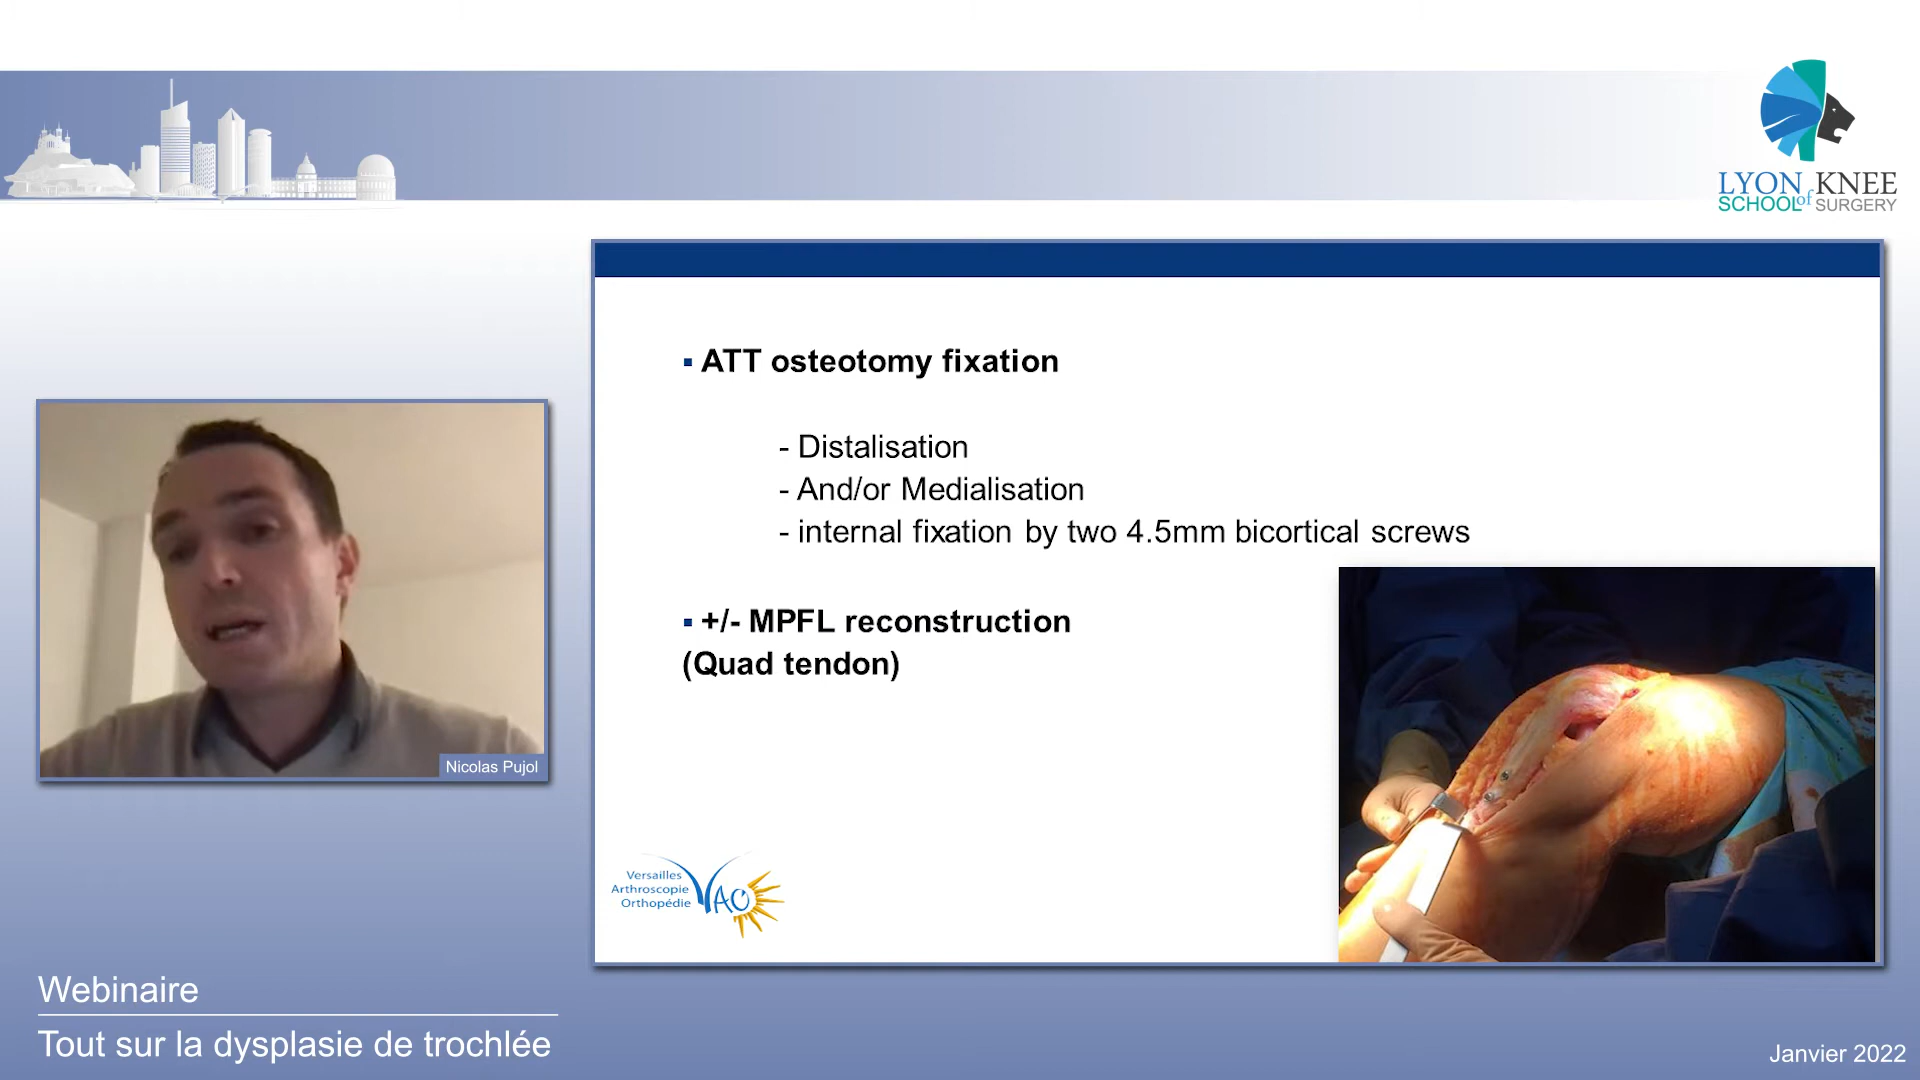 LYON KNEE
SCHOOL of SURGERY
▪ ATT osteotomy fixation
- Distalisation
- And/or Medialisation
- internal fixation by two 4.5mm bicortical screws
▪ +/- MPFL reconstruction
(Quad tendon)
Nicolas Pujol
Versailles
Arthroscopie
Orthopédie
VAO
Webinaire
Tout sur la dysplasie de trochlée
Janvier 2022